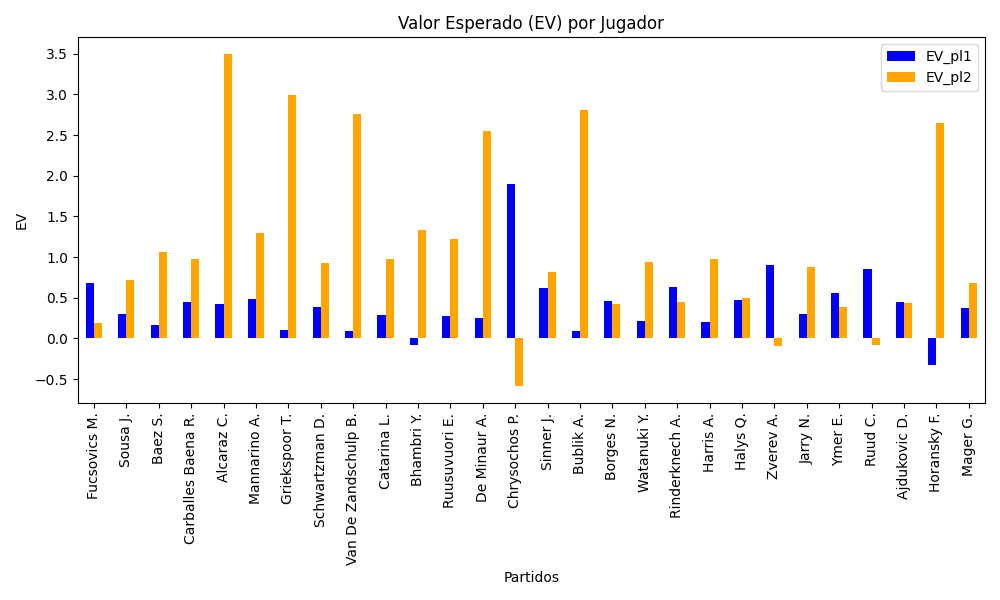 Valor Esperado (EV) por Jugador
EV_pl1
EV_pl2
EV
3.5
3.0
2.5
2.0
1.5
1.0
0.5
0.0
−0.5
Fucsovics M.
Sousa J.
Baez S.
Carballes Baena R.
Alcaraz C.
Mannarino A.
Griekspoor T.
Schwartzman D.
Van De Zandschulp B.
Catarina L.
Bhambri Y.
Ruusuvuori E.
De Minaur A.
Chrysochos P.
Sinner J.
Bublik A.
Borges N.
Watanuki Y.
Rinderknech A.
Harris A.
Halys Q.
Zverev A.
Jarry N.
Ymer E.
Ruud C.
Ajdukovic D.
Horansky F.
Mager G.
Partidos